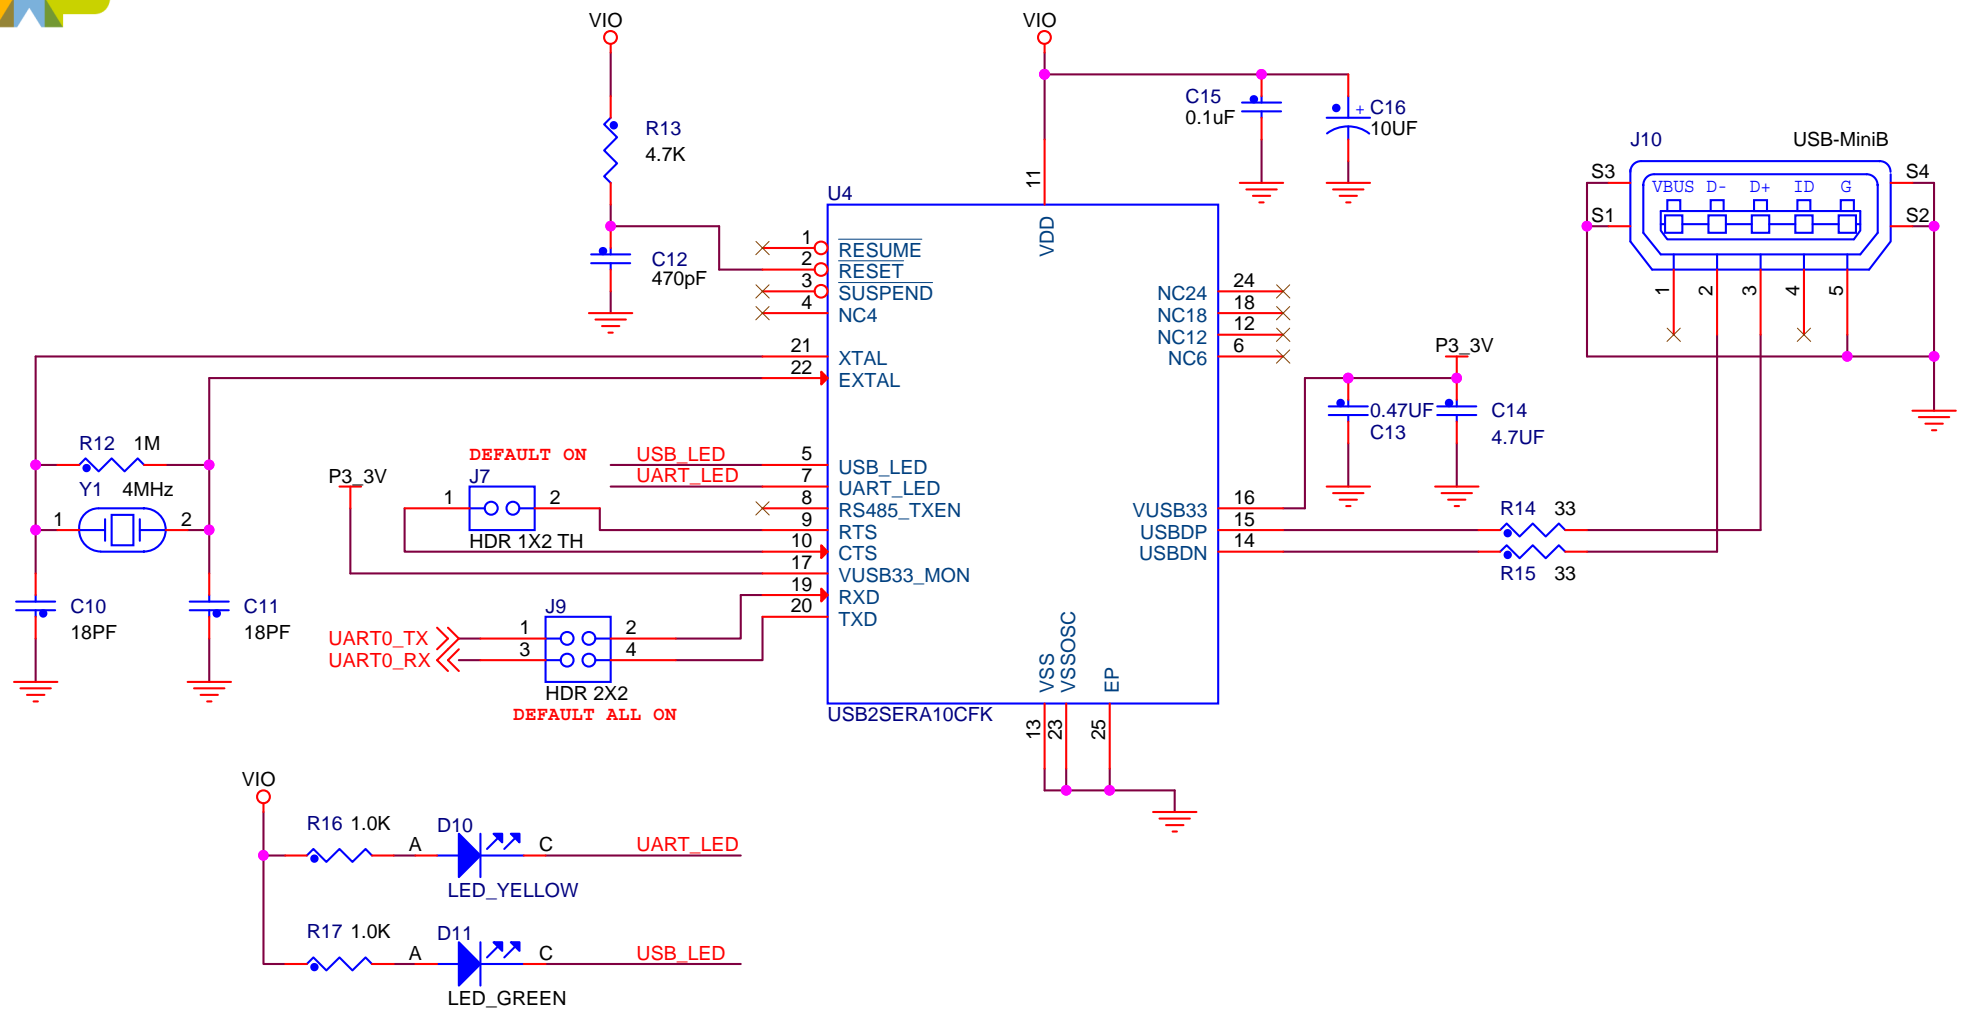 VIO
VIO
R13
4.7K
C15
0.1uF
+ C16
10UF
J10
USB-MiniB
11
S3
S4
VBUS D- D+ ID G
S1
S2
U4
VDD
C12
470pF
1
RESUME
2
RESET
3
SUSPEND
4
NC4
24
NC24
18
NC18
12
NC12
6
NC6
1
2
3
4
5
21
XTAL
22
EXTAL
P3_3V
0.47UF
C13
C14
4.7UF
R12 1M
Y1 4MHz
1
2
DEFAULT ON
P3_3V
J7
1
2
HDR 1X2 TH
USB_LED
5
USB_LED
UART_LED
7
UART_LED
8
RS485_TXEN
9
RTS
10
CTS
17
VUSB33_MON
19
RXD
20
TXD
16
VUSB33
15
USBDP
14
USBDN
R14 33
R15 33
C10
18PF
C11
18PF
J9
UART0_TX
1
2
UART0_RX
3
4
HDR 2X2
DEFAULT ALL ON
VSS
VSSOSC
EP
USB2SERA10CFK
13
23
25
VIO
R16 1.0K
A
D10
C
UART_LED
LED_YELLOW
R17 1.0K
A
D11
C
USB_LED
LED_GREEN